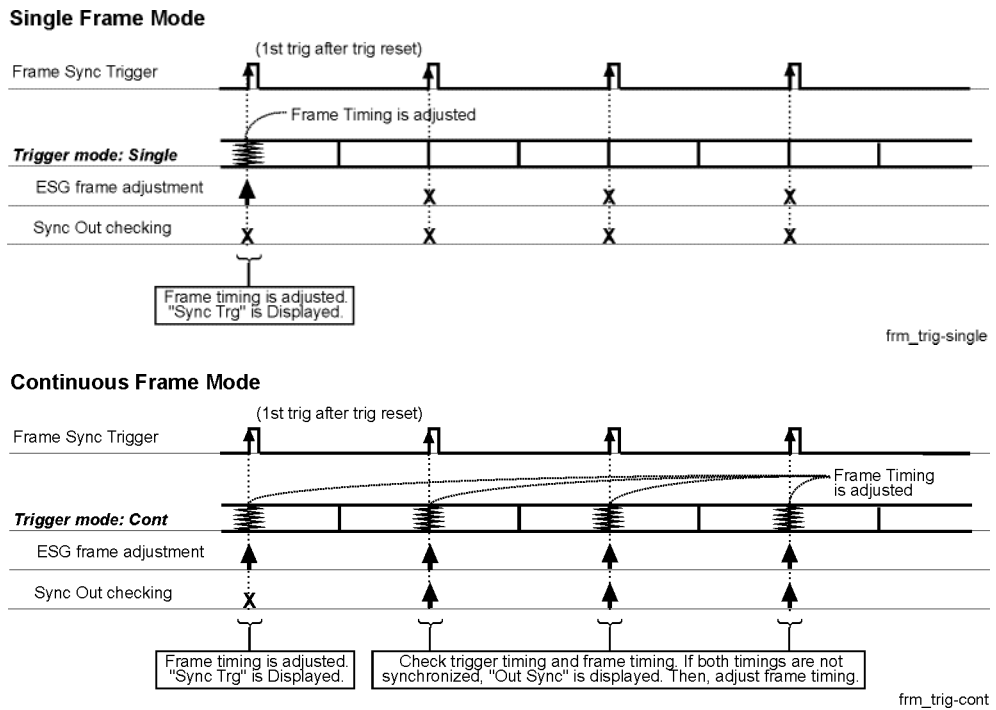 Single Frame Mode
(1st trig after trig reset)
Frame Sync Trigger
Frame Timing is adjusted
Trigger mode: Single
ESG frame adjustment
X X X
Sync Out checking
X X X X
Frame timing is adjusted.
"Sync Trg" is Displayed.
frm_trig-single
Continuous Frame Mode
(1st trig after trig reset)
Frame Sync Trigger
Frame Timing
is adjusted
Trigger mode: Cont
ESG frame adjustment
Sync Out checking
X
Frame timing is adjusted.
"Sync Trg" is Displayed.
Check trigger timing and frame timing. If both timings are not
synchronized, "Out Sync" is displayed. Then, adjust frame timing.
frm_trig-cont